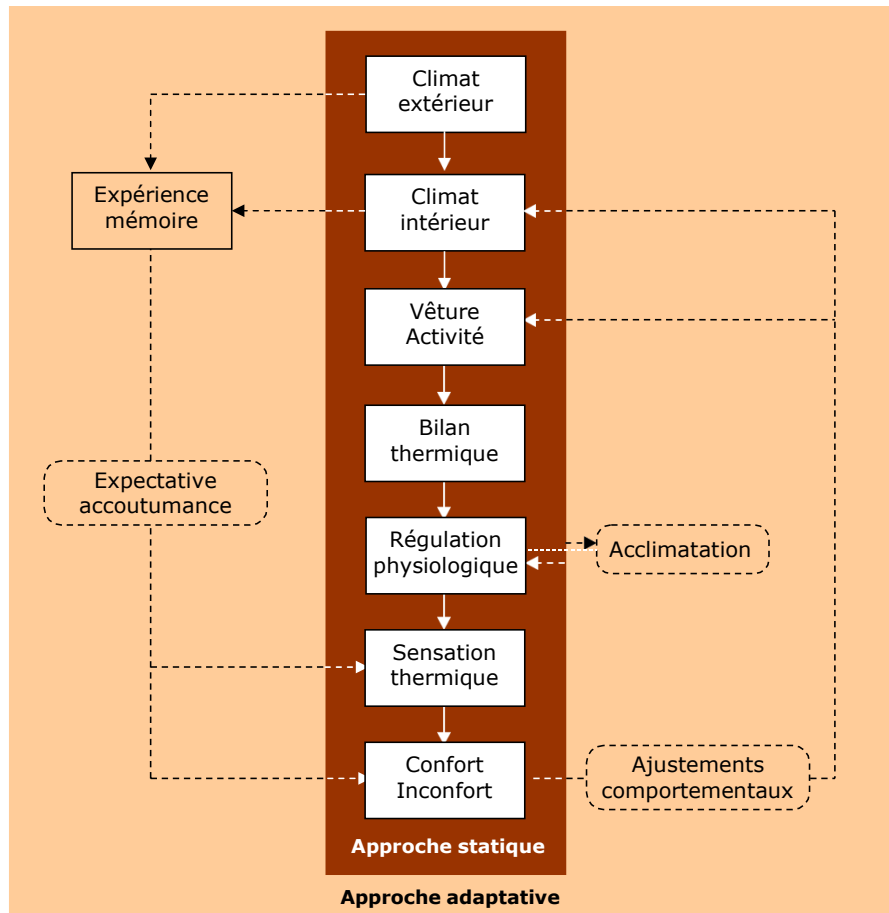 Climat
extérieur
Expérience
mémoire
Climat
intérieur
Vêture
Activité
Bilan
thermique
Expectative
accoutumance
Régulation
physiologique
Acclimatation
Sensation
thermique
Confort
Inconfort
Ajustements
comportementaux
Approche statique
Approche adaptative